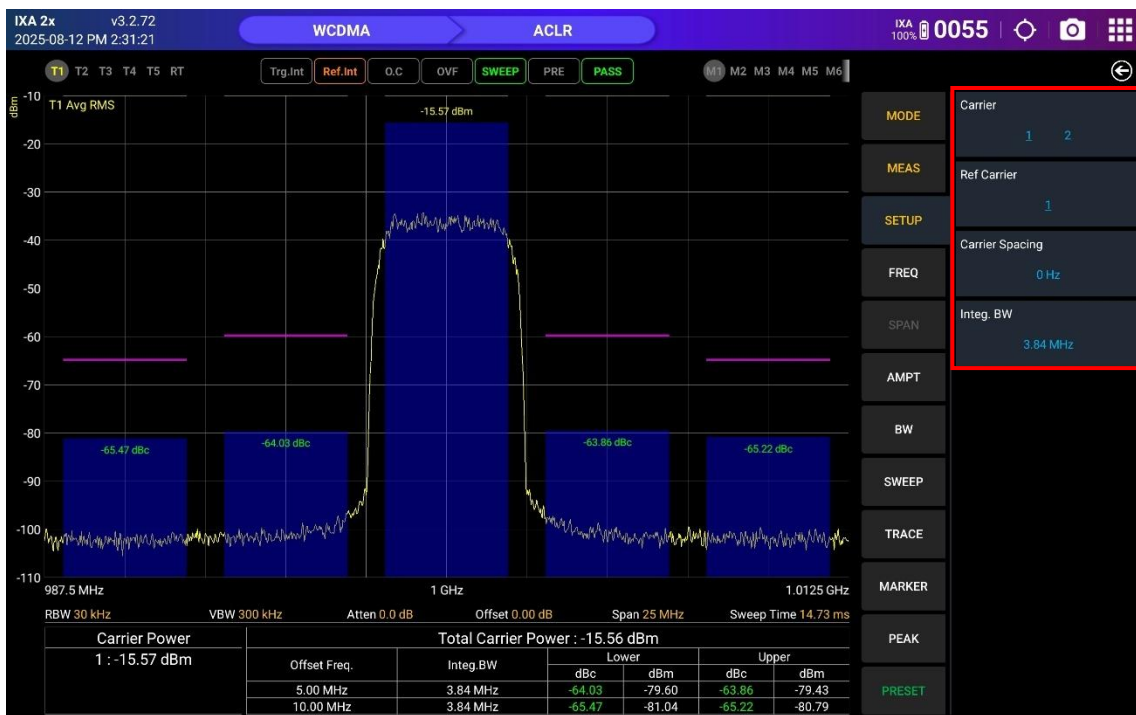 IXA 2x v3.2.72
2025-08-12 PM 2:31:21
WCDMA ACLR
IXA 100% 0055
T1 T2 T3 T4 T5 RT
Trg.Int Ref.Int O.C OVF SWEEP PRE PASS
M1 M2 M3 M4 M5 M6
dBm
T1 Avg RMS
-10
-20
-30
-40
-50
-60
-70
-80
-90
-100
-110
-15.57 dBm
-65.47 dBc
-64.03 dBc
-63.86 dBc
-65.22 dBc
987.5 MHz 1 GHz 1.0125 GHz
RBW 30 kHz VBW 300 kHz Atten 0.0 dB Offset 0.00 dB Span 25 MHz Sweep Time 14.73 ms
Carrier Power
1 : -15.57 dBm
Total Carrier Power : -15.56 dBm
Offset Freq. Integ.BW Lower Upper
dBc dBm dBc dBm
5.00 MHz 3.84 MHz -64.03 -79.60 -63.86 -79.43
10.00 MHz 3.84 MHz -65.47 -81.04 -65.22 -80.79
MODE
MEAS
SETUP
FREQ
SPAN
AMPT
BW
SWEEP
TRACE
MARKER
PEAK
PRESET
Carrier
1 2
Ref Carrier
1
Carrier Spacing
0 Hz
Integ. BW
3.84 MHz